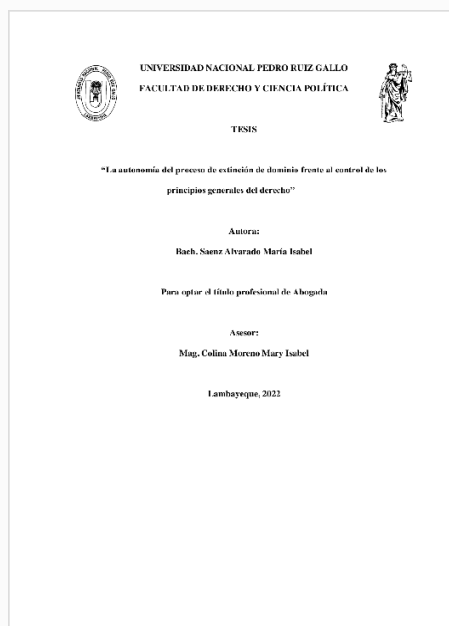 UNIVERSIDAD NACIONAL PEDRO RUIZ GALLO
FACULTAD DE DERECHO Y CIENCIA POLÍTICA
TESIS
“La autonomía del proceso de extinción de dominio frente al control de los
principios generales del derecho”
Autora:
Bach. Saenz Alvarado María Isabel
Para optar el título profesional de Abogada
Asesor:
Mag. Colina Moreno Mary Isabel
Lambayeque, 2022